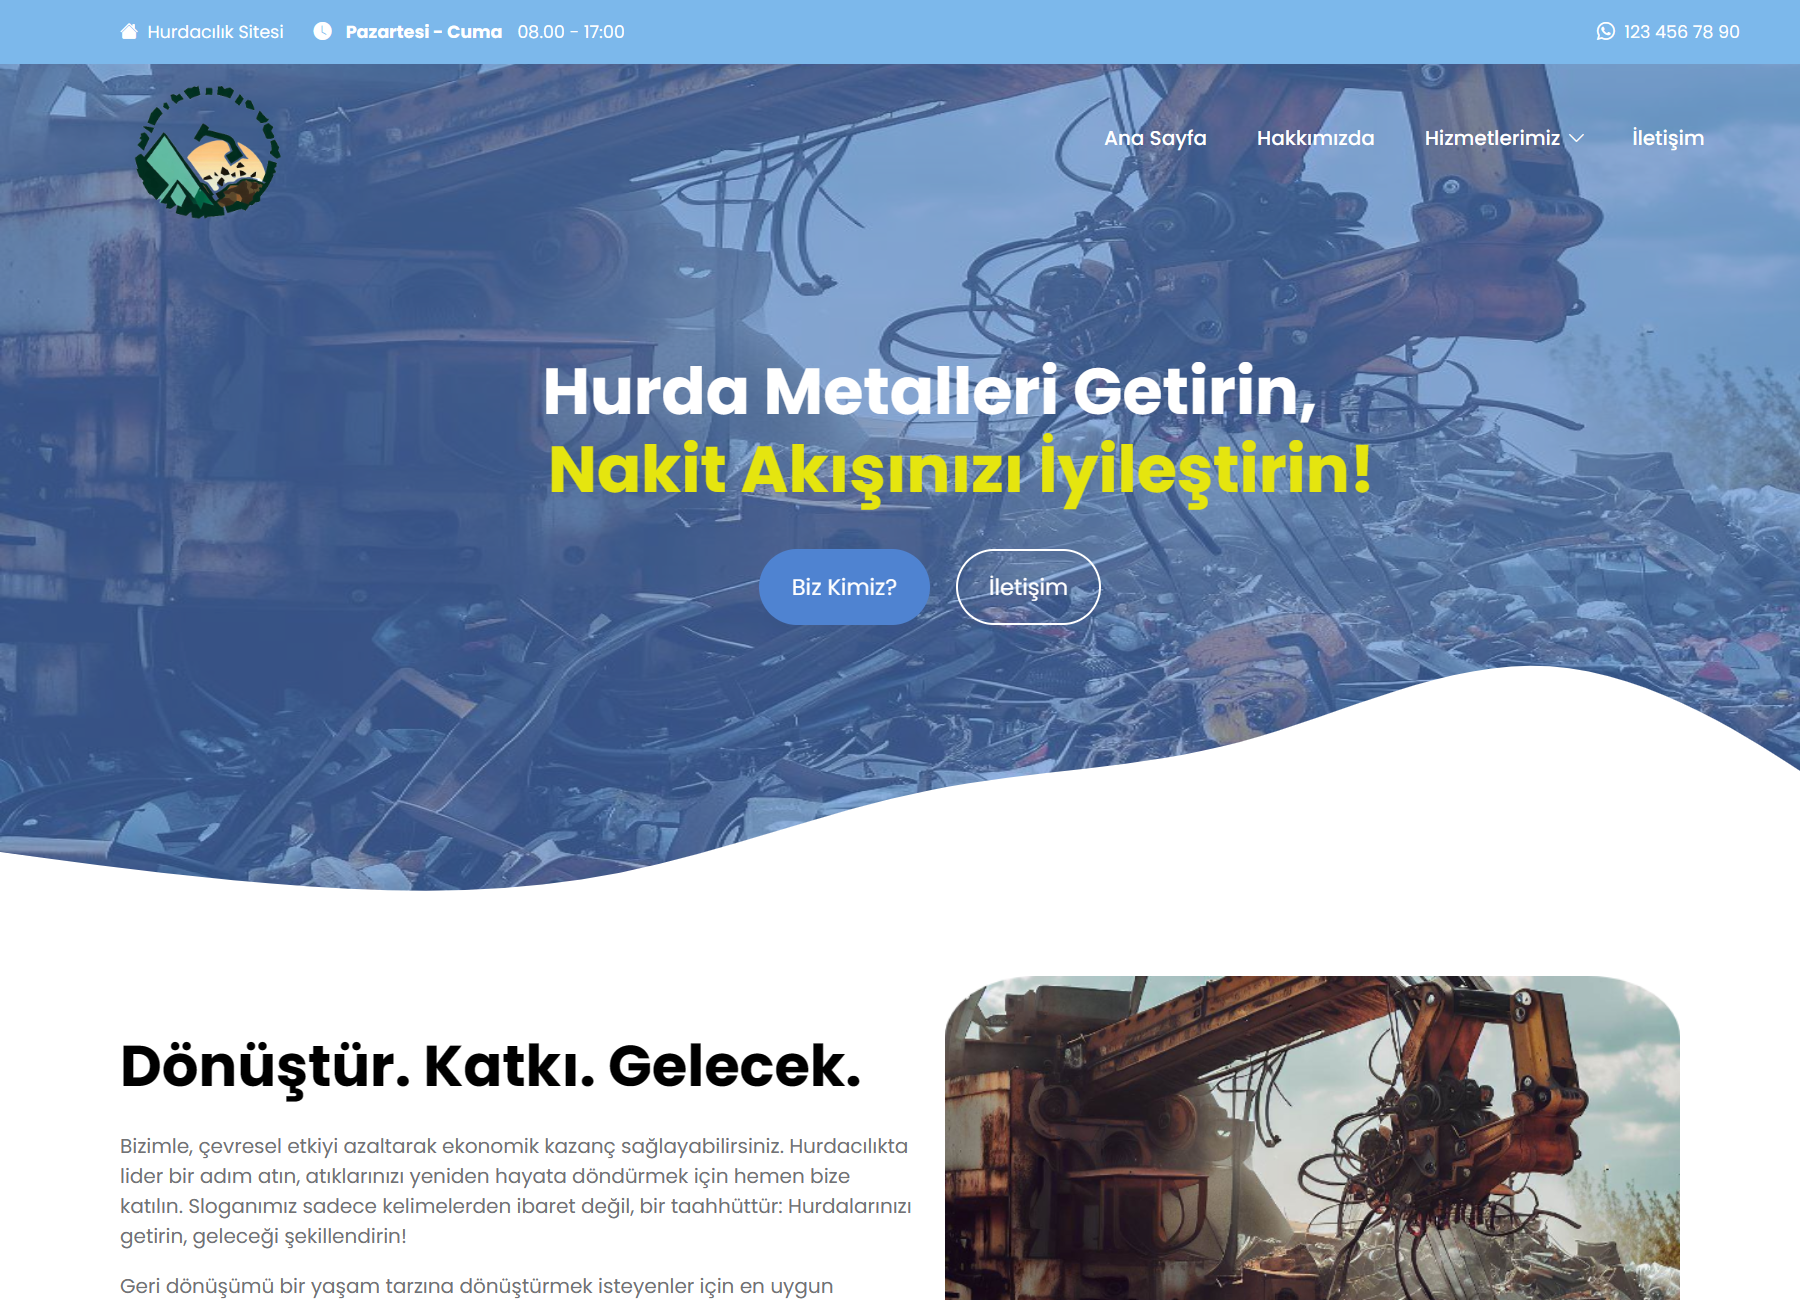 Hurdacılık Sitesi
Pazartesi - Cuma 08.00 - 17:00
123 456 78 90
Ana Sayfa
Hakkımızda
Hizmetlerimiz
İletişim
Hurda Metalleri Getirin,
Nakit Akışınızı İyileştirin!
Biz Kimiz?
İletişim
Dönüştür. Katkı. Gelecek.
Bizimle, çevresel etkiyi azaltarak ekonomik kazanç sağlayabilirsiniz. Hurdacılıkta
lider bir adım atın, atıklarınızı yeniden hayata döndürmek için hemen bize
katılın. Sloganımız sadece kelimelerden ibaret değil, bir taahhüttür: Hurdalarınızı
getirin, geleceği şekillendirin!
Geri dönüşümü bir yaşam tarzına dönüştürmek isteyenler için en uygun